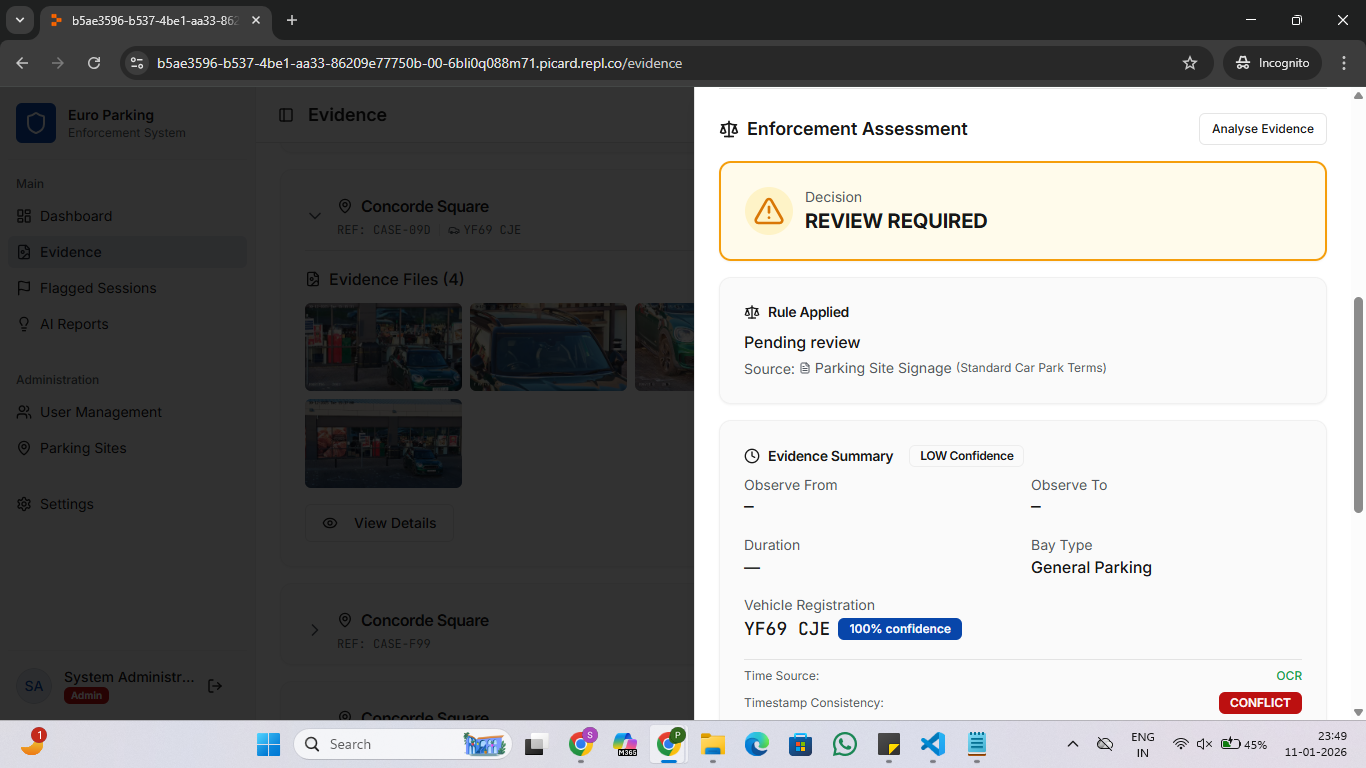 b5ae3596-b537-4be1-aa33-862
b5ae3596-b537-4be1-aa33-86209e77750b-00-6bli0q088m71.picard.repl.co/evidence
Incognito
Euro Parking
Enforcement System
Main
Dashboard
Evidence
Flagged Sessions
AI Reports
Administration
User Management
Parking Sites
Settings
SA
System Administr...
Admin
Evidence
Concorde Square
REF: CASE-09D
YF69 CJE
Evidence Files (4)
View Details
Concorde Square
REF: CASE-F99
Concorde Square
Enforcement Assessment
Analyse Evidence
Decision
REVIEW REQUIRED
Rule Applied
Pending review
Source: Parking Site Signage (Standard Car Park Terms)
Evidence Summary
LOW Confidence
Observe From
Observe To
–
–
Duration
Bay Type
—
General Parking
Vehicle Registration
YF69 CJE
100% confidence
Time Source:
OCR
Timestamp Consistency:
CONFLICT
1
Search
S
M365
P
ENG
IN
45%
23:49
11-01-2026